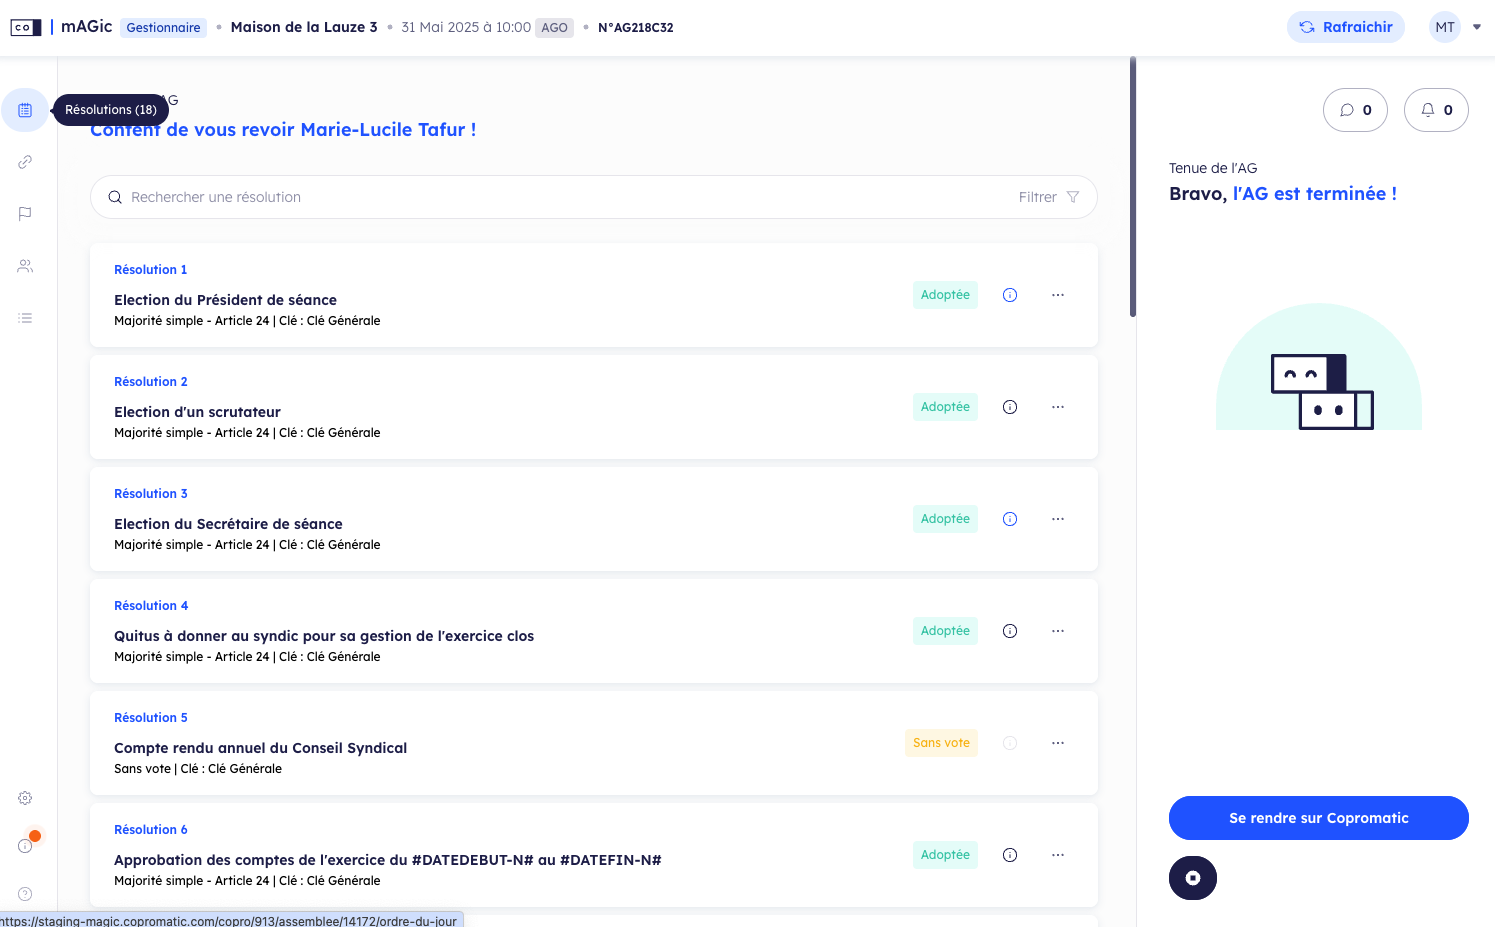 co mAGic Gestionnaire • Maison de la Lauze 3 • 31 Mai 2025 à 10:00 AGO • N°AG218C32
Rafraichir
MT
Résolutions (18)
AG
Content de vous revoir Marie-Lucile Tafur !
Rechercher une résolution
Filtrer
Résolution 1
Election du Président de séance
Majorité simple - Article 24 | Clé : Clé Générale
Adoptée
Résolution 2
Election d'un scrutateur
Majorité simple - Article 24 | Clé : Clé Générale
Adoptée
Résolution 3
Election du Secrétaire de séance
Majorité simple - Article 24 | Clé : Clé Générale
Adoptée
Résolution 4
Quitus à donner au syndic pour sa gestion de l'exercice clos
Majorité simple - Article 24 | Clé : Clé Générale
Adoptée
Résolution 5
Compte rendu annuel du Conseil Syndical
Sans vote | Clé : Clé Générale
Sans vote
Résolution 6
Approbation des comptes de l'exercice du #DATEDEBUT-N# au #DATEFIN-N#
Majorité simple - Article 24 | Clé : Clé Générale
Adoptée
0
0
Tenue de l'AG
Bravo, l'AG est terminée !
Se rendre sur Copromatic
https://staging-magic.copromatic.com/copro/913/assemblee/14172/ordre-du-jour